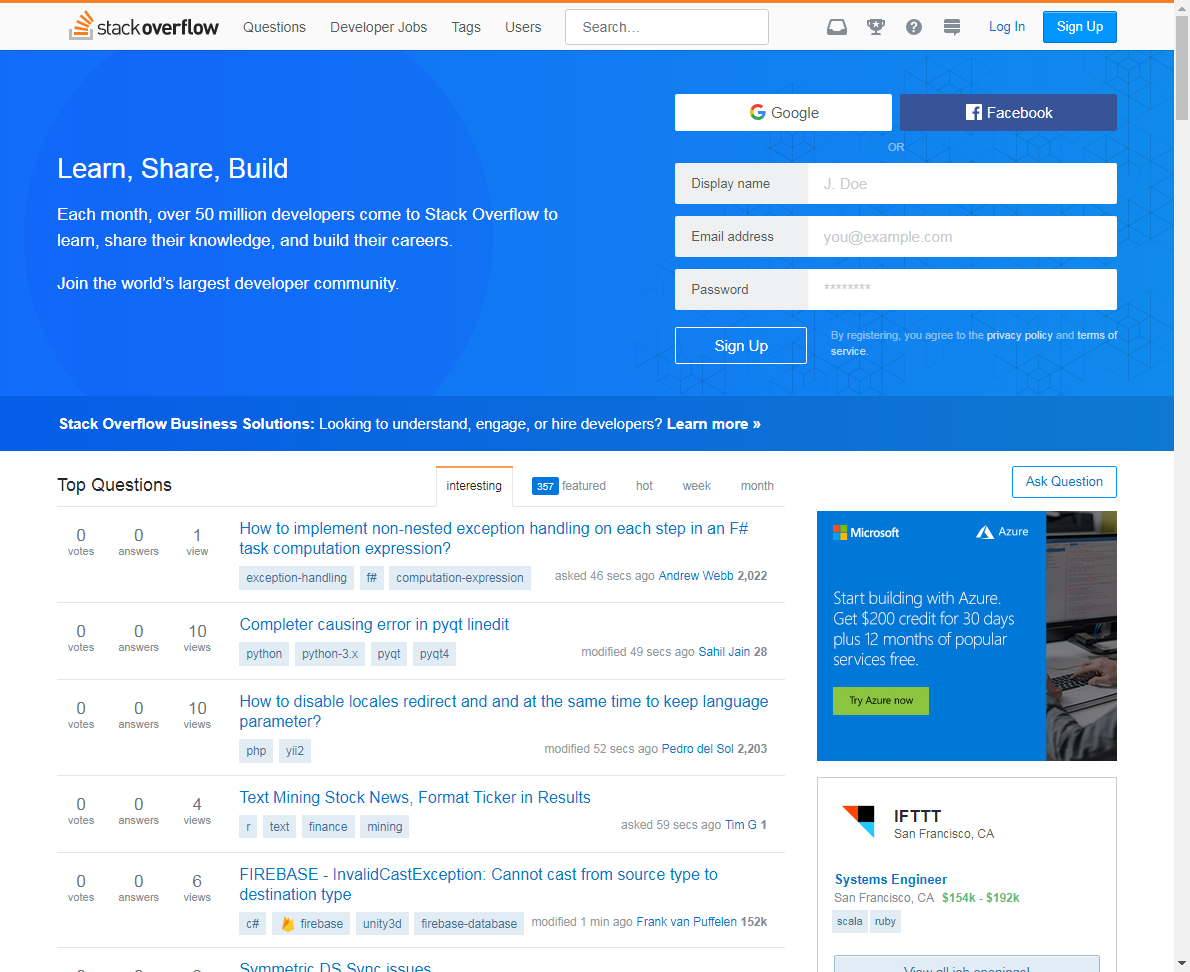 stackoverflow
Questions
Developer Jobs
Tags
Users
Search...
Log In
Sign Up
Learn, Share, Build
Each month, over 50 million developers come to Stack Overflow to
learn, share their knowledge, and build their careers.
Join the world's largest developer community.
Google
Facebook
OR
Display name
J. Doe
Email address
you@example.com
Password
********
Sign Up
By registering, you agree to the privacy policy and terms of
service.
Stack Overflow Business Solutions: Looking to understand, engage, or hire developers? Learn more »
Top Questions
interesting
357 featured
hot
week
month
0 votes
0 answers
1 view
How to implement non-nested exception handling on each step in an F#
task computation expression?
exception-handling f# computation-expression
asked 46 secs ago Andrew Webb 2,022
0 votes
0 answers
10 views
Completer causing error in pyqt linedit
python python-3.x pyqt pyqt4
modified 49 secs ago Sahil Jain 28
0 votes
0 answers
10 views
How to disable locales redirect and and at the same time to keep language
parameter?
php yii2
modified 52 secs ago Pedro del Sol 2,203
0 votes
0 answers
4 views
Text Mining Stock News, Format Ticker in Results
r text finance mining
asked 59 secs ago Tim G 1
0 votes
0 answers
6 views
FIREBASE - InvalidCastException: Cannot cast from source type to
destination type
c# firebase unity3d firebase-database
modified 1 min ago Frank van Puffelen 152k
Symmetric DS Sync issues
Ask Question
Microsoft
Azure
Start building with Azure.
Get $200 credit for 30 days
plus 12 months of popular
services free.
Try Azure now
IFTTT
San Francisco, CA
Systems Engineer
San Francisco, CA $154k - $192k
scala ruby
View all job openings!